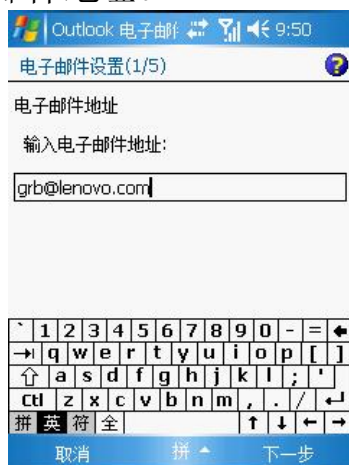 Outlook 电子邮件 9:50
电子邮件设置(1/5)
电子邮件地址
输入电子邮件地址:
grb@lenovo.com
` 1 2 3 4 5 6 7 8 9 0 - =
q w e r t y u i o p [ ]
a s d f g h j k l ; '
Ctl z x c v b n m , . /
拼 英 符 全
取消 拼 下一步